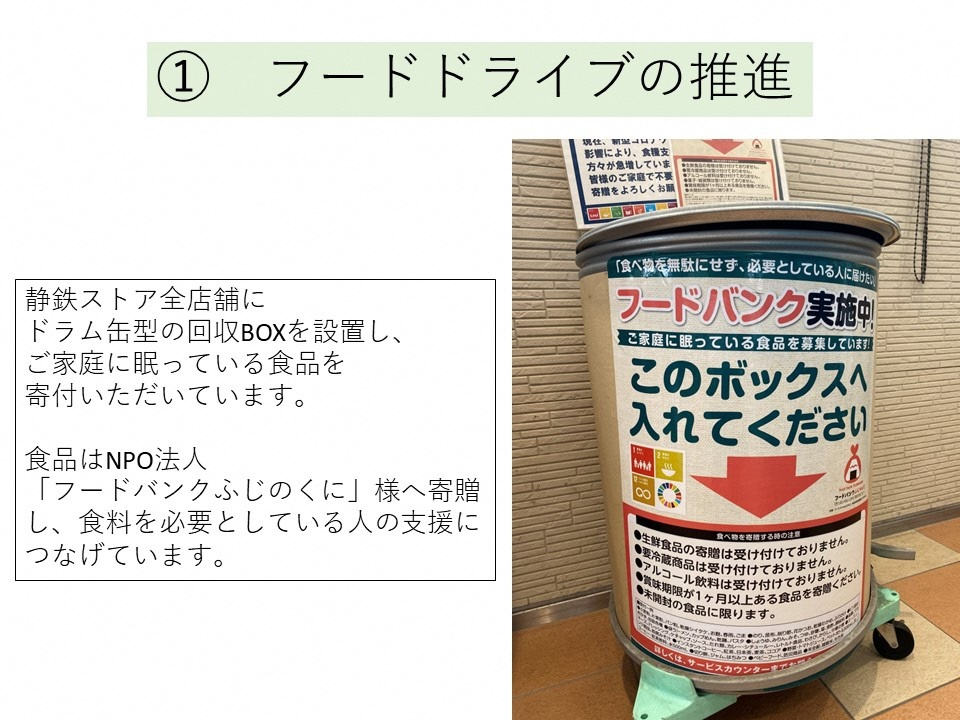 ① フードドライブの推進
静鉄ストア全店舗に
ドラム缶型の回収BOXを設置し、
ご家庭に眠っている食品を
寄付いただいています。
食品はNPO法人
「フードバンクふじのくに」様へ寄贈
し、食料を必要としている人の支援に
つなげています。
現在、新型コロナ
影響により、食糧支
方々が急増していま
皆様のご家庭で不要
寄贈をよろしくお願
「食べ物を無駄にせず、必要としている人に届けたい
フードバンク実施中!
ご家庭に眠っている食品を募集しています!
このボックスへ
入れてください
食べ物を寄贈する時の注意
●生鮮食品の寄贈は受け付けておりません。
●要冷蔵商品は受け付けておりません。
●アルコール飲料は受け付けておりません。
●賞味期限が1ヶ月以上ある食品を寄贈ください。
●未開封の食品に限ります。
詳しくは、サービスカウンターまで